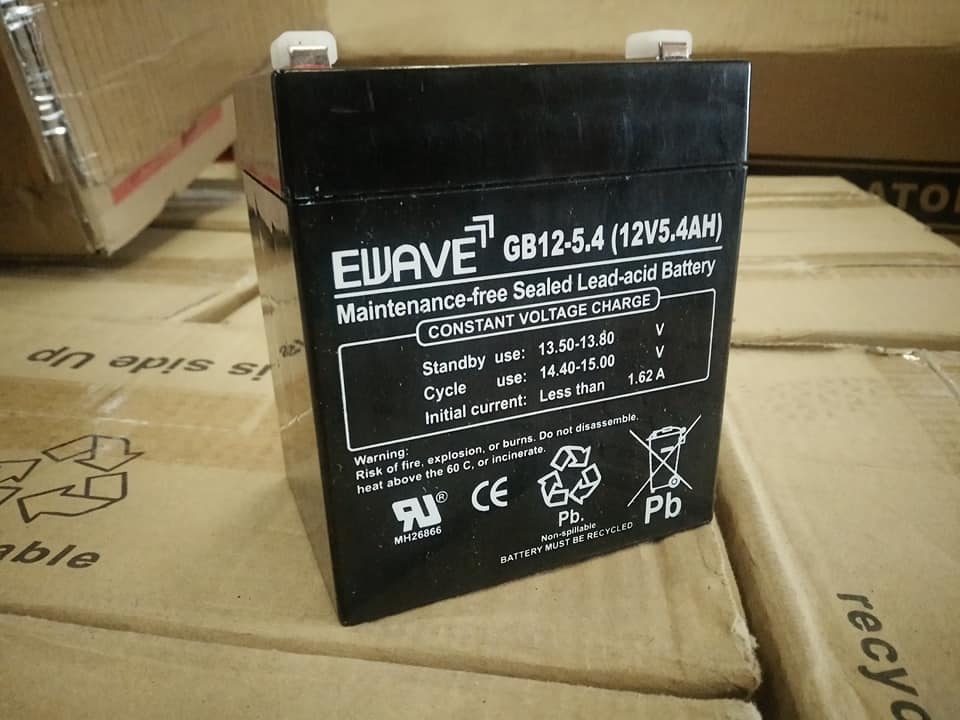 EWAVE GB12-5.4 (12V5.4AH)
Maintenance-free Sealed Lead-acid Battery
CONSTANT VOLTAGE CHARGE
Standby use: 13.50-13.80 V
Cycle use: 14.40-15.00 V
Initial current: Less than 1.62 A
Warning:
Risk of fire, explosion, or burns. Do not disassemble,
heat above the 60 C, or incinerate.
RU®
MH26866
CE
Pb.
Non-spillable
BATTERY MUST BE RECYCLED
Pb
is side Up
able
recyc
ATO